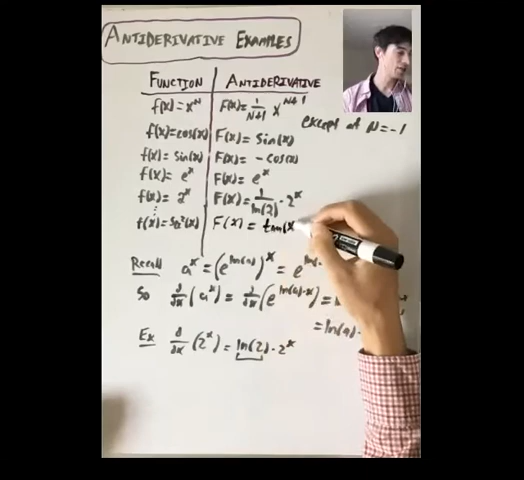 ANTIDERIVATIVE EXAMPLES
FUNCTION ANTIDERIVATIVE
f(x)=x^N F(x)=1/(N+1) x^(N+1)
except at N=-1
f(x)=cos(x) F(x)=sin(x)
f(x)=sin(x) F(x)=-cos(x)
f(x)=e^x F(x)=e^x
f(x)=2^x F(x)=1/ln(2)·2^x
⋮
f(x)=sec²(x) F(x)=tan(x
Recall a^x=(e^ln(a))^x=e^ln
So d/dx(a^x)=d/dx(e^(ln(a)·x))=
=ln(a)·
Ex d/dx(2^x)=ln(2)·2^x